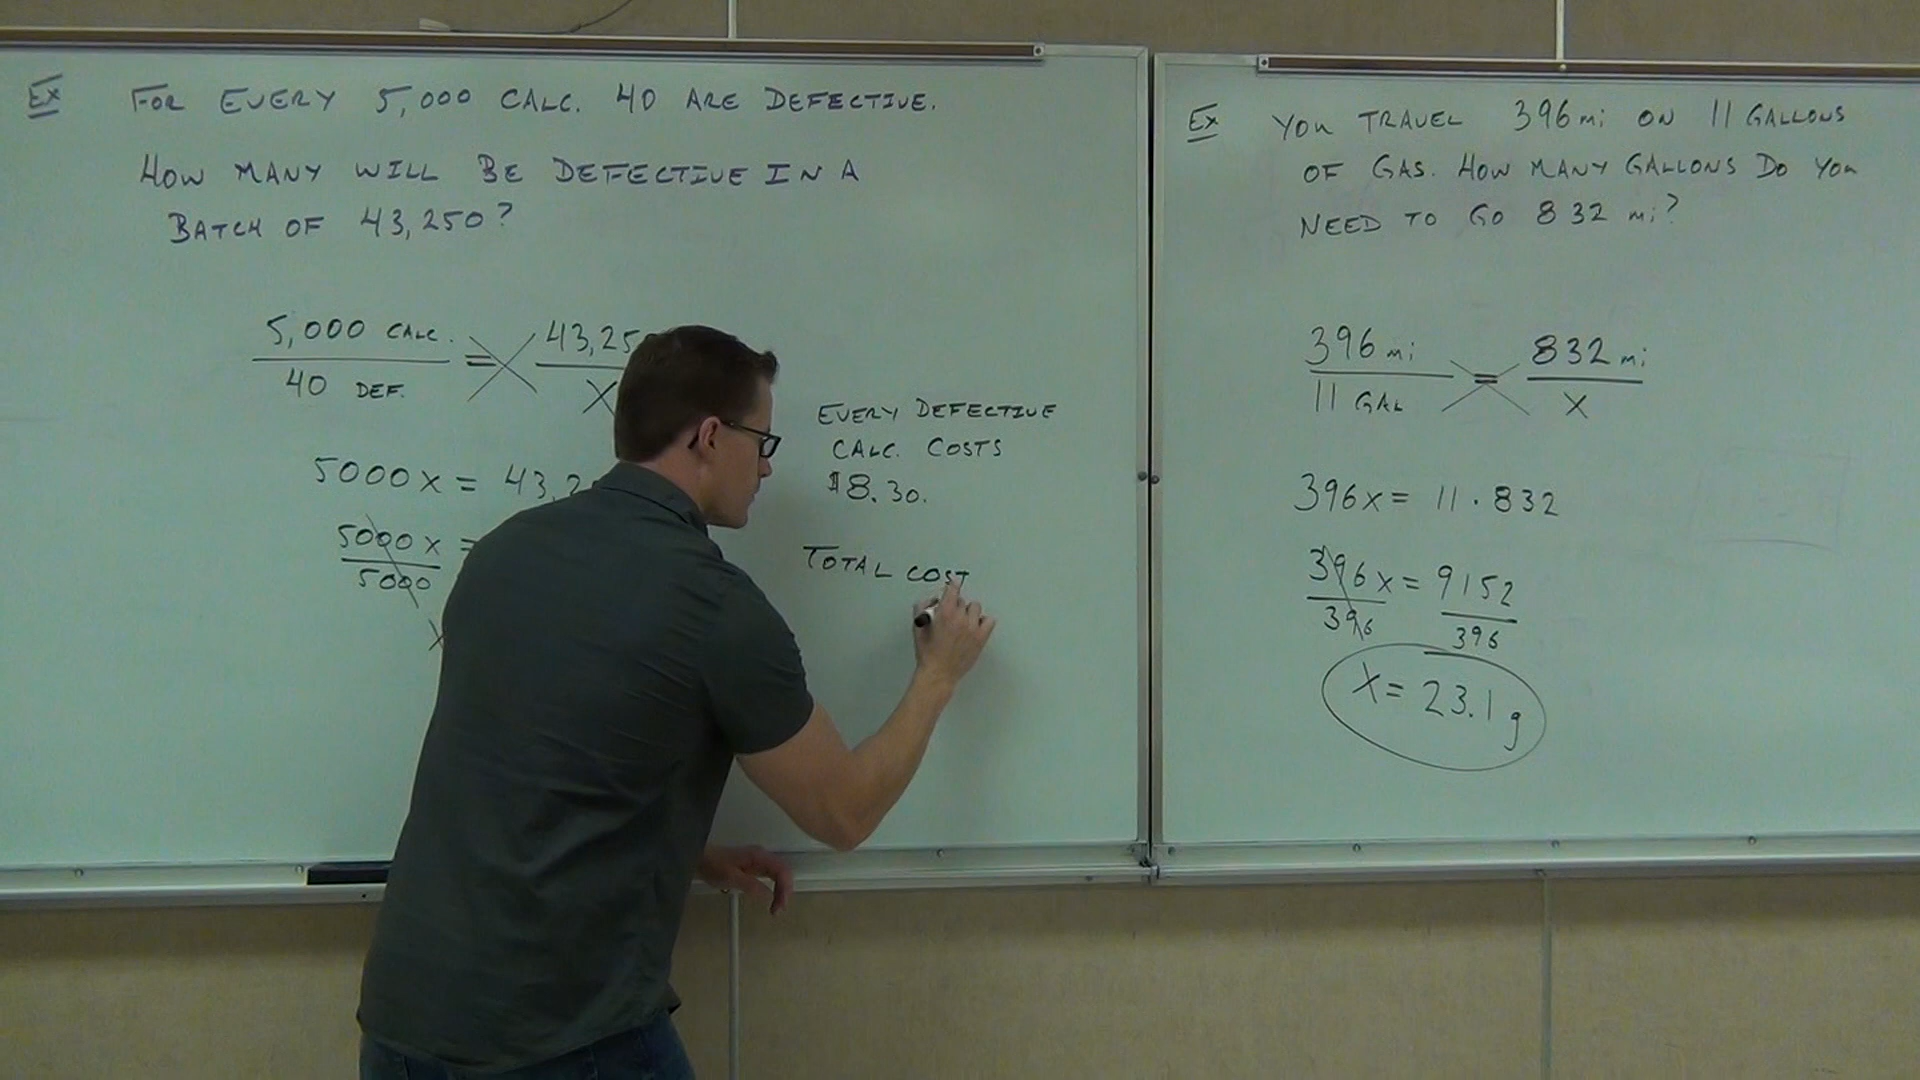 Ex FOR EVERY 5,000 CALC. 40 ARE DEFECTIVE.
HOW MANY WILL BE DEFECTIVE IN A
BATCH OF 43,250?
5,000 CALC. = 43,25
40 DEF. X
5000x = 43,2
5000x =
5000
x
EVERY DEFECTIVE
CALC. COSTS
$8.30.
TOTAL COST
Ex YOU TRAVEL 396 mi ON 11 GALLONS
OF GAS. HOW MANY GALLONS DO YOU
NEED TO GO 832 mi?
396 mi = 832 mi
11 GAL x
396x = 11 · 832
396x = 9152
396 396
x = 23.1 g